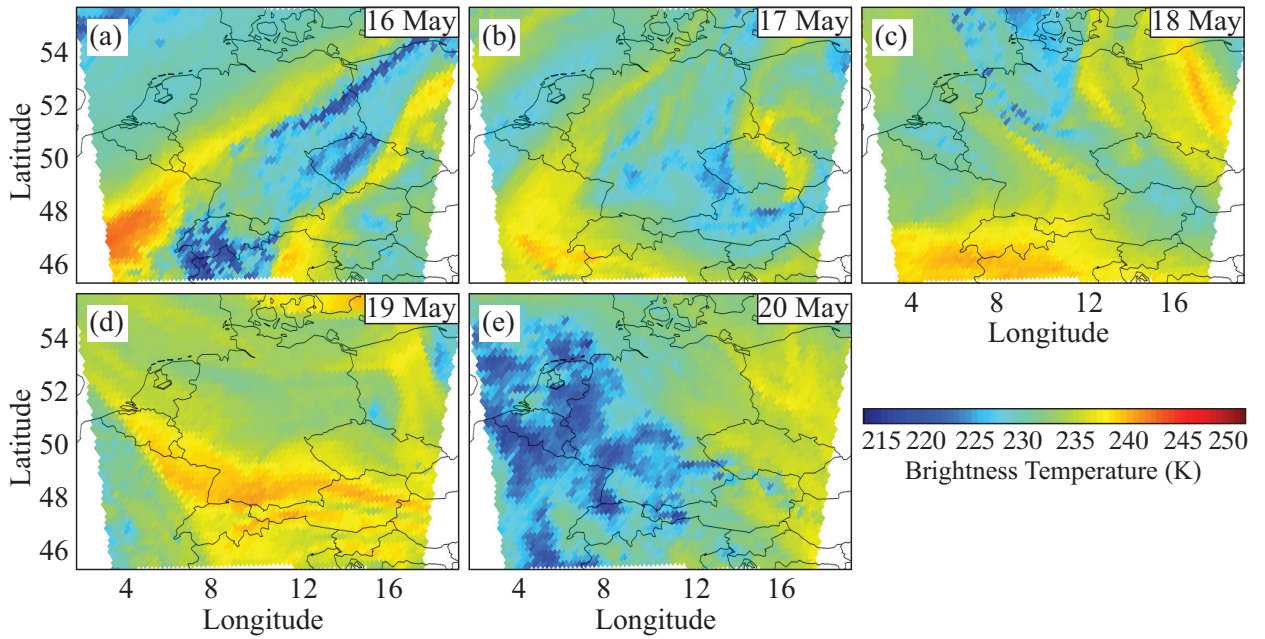 (a)
16 May
(b)
17 May
(c)
18 May
54
52
50
48
46
Latitude
4
8
12
16
Longitude
(d)
19 May
(e)
20 May
54
52
50
48
46
Latitude
4
8
12
16
Longitude
4
8
12
16
Longitude
215 220 225 230 235 240 245 250
Brightness Temperature (K)